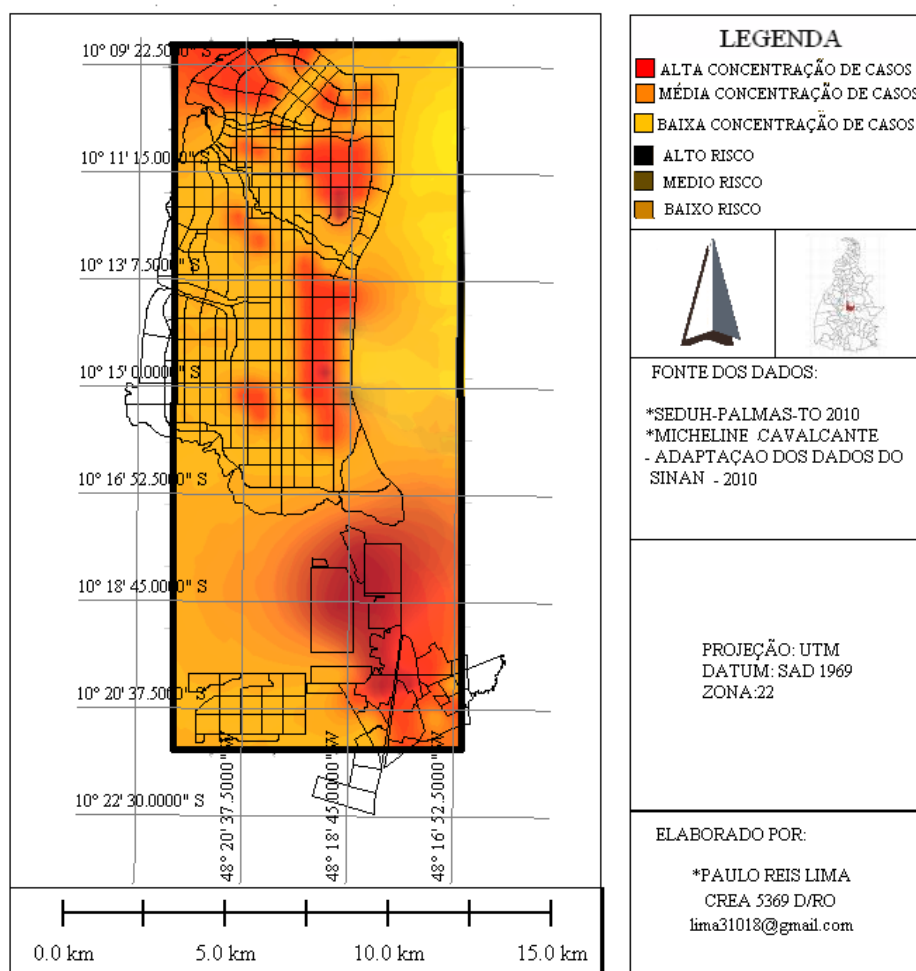 10° 09' 22.5000" S
10° 11' 15.0000" S
10° 13' 7.5000" S
10° 15' 0.0000" S
10° 16' 52.5000" S
10° 18' 45.0000" S
10° 20' 37.5000" S
10° 22' 30.0000" S
48° 20' 37.5000" W
48° 18' 45.0000" W
48° 16' 52.5000" W
0.0 km
5.0 km
10.0 km
15.0 km
LEGENDA
ALTA CONCENTRAÇÃO DE CASOS
MÉDIA CONCENTRAÇÃO DE CASOS
BAIXA CONCENTRAÇÃO DE CASOS
ALTO RISCO
MEDIO RISCO
BAIXO RISCO
FONTE DOS DADOS:
*SEDUH-PALMAS-TO 2010
*MICHELINE CAVALCANTE
- ADAPTAÇAO DOS DADOS DO
SINAN - 2010
PROJEÇÃO: UTM
DATUM: SAD 1969
ZONA:22
ELABORADO POR:
*PAULO REIS LIMA
CREA 5369 D/RO
lima31018@gmail.com